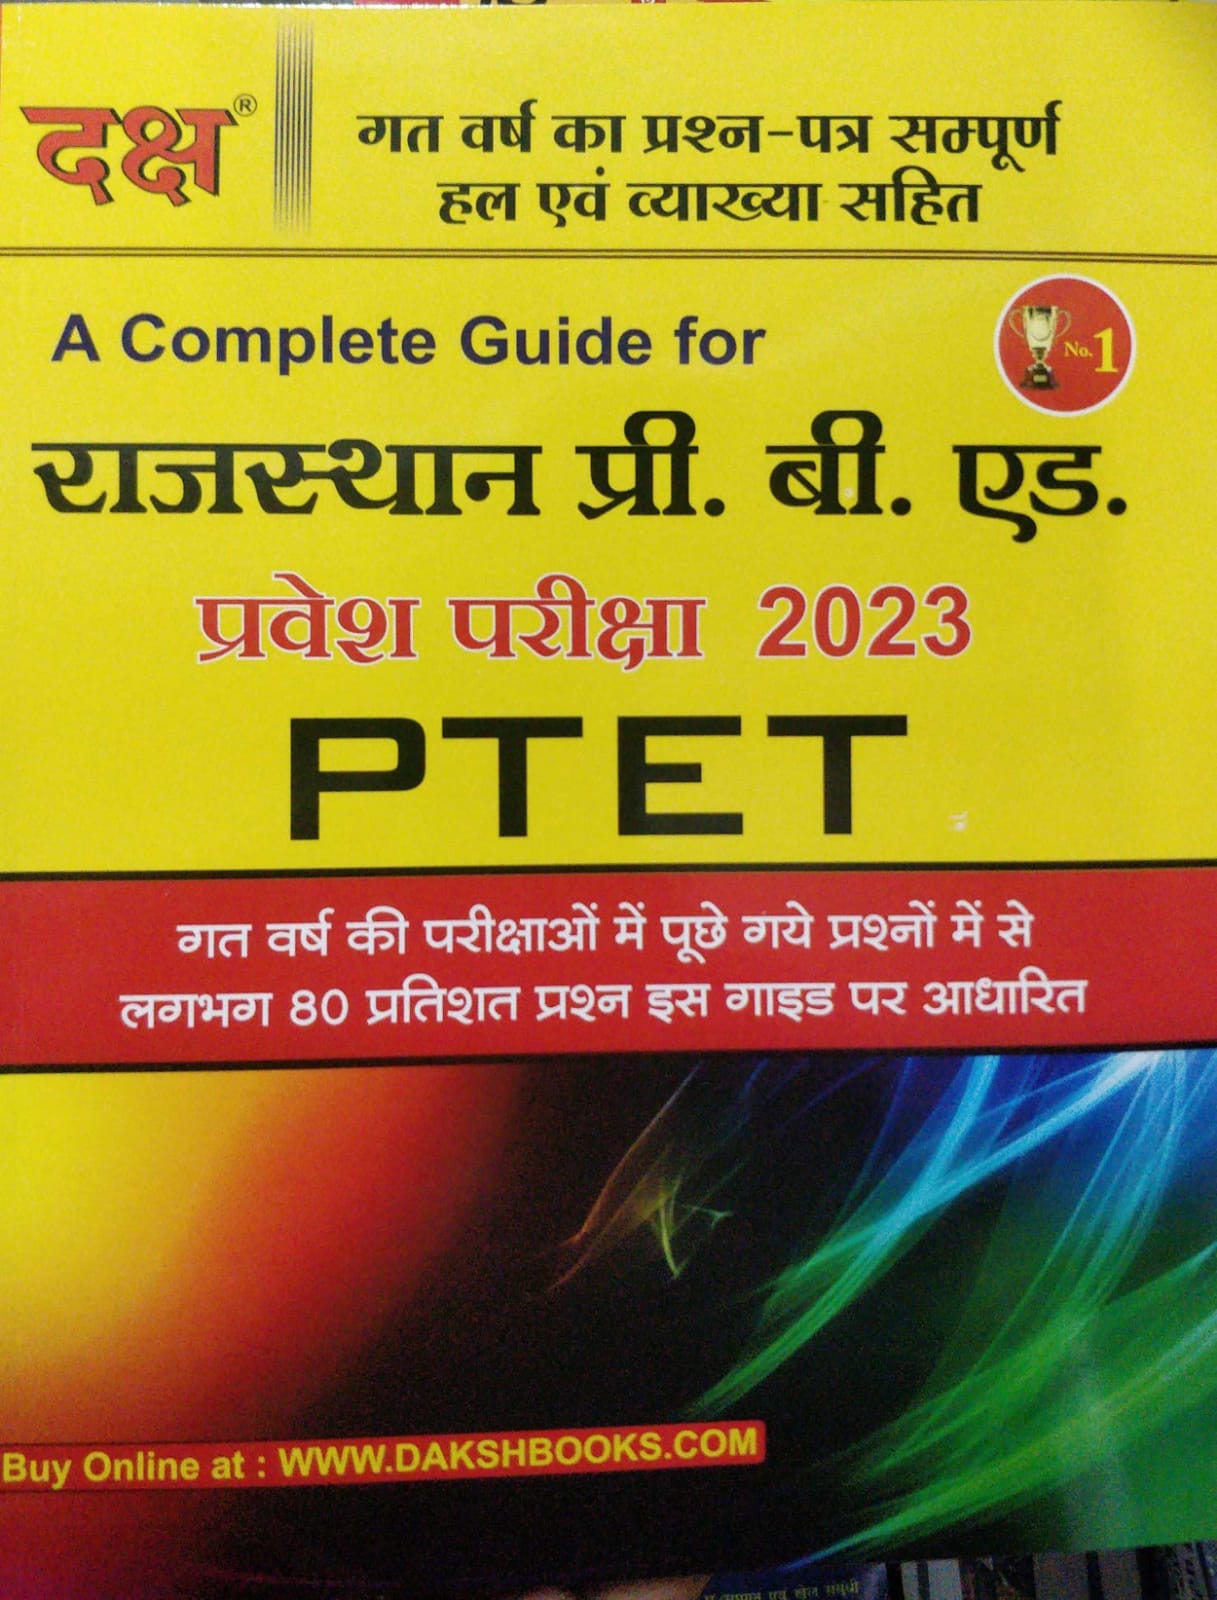 दक्ष®
गत वर्ष का प्रश्न-पत्र सम्पूर्ण
हल एवं व्याख्या सहित
A Complete Guide for
No. 1
राजस्थान प्री. बी. एड.
प्रवेश परीक्षा 2023
PTET
गत वर्ष की परीक्षाओं में पूछे गये प्रश्नों में से
लगभग 80 प्रतिशत प्रश्न इस गाइड पर आधारित
Buy Online at : WWW.DAKSHBOOKS.COM